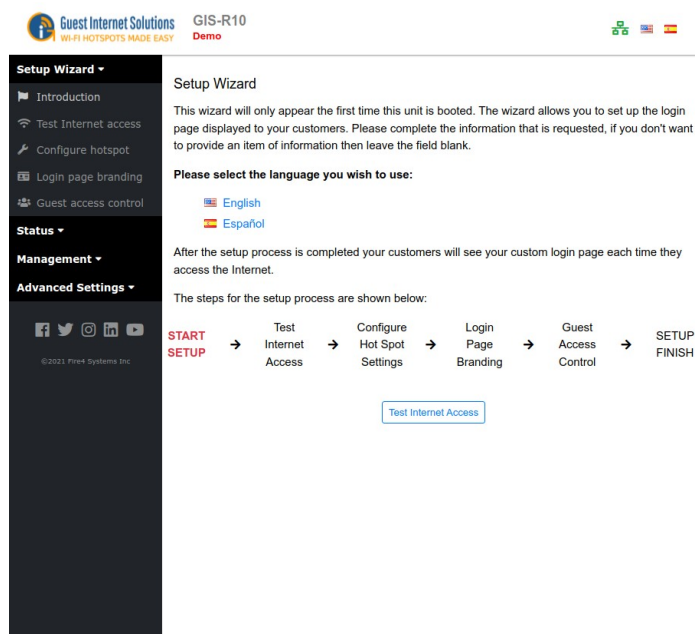 Guest Internet Solutions
WI-FI HOTSPOTS MADE EASY
GIS-R10
Demo
Setup Wizard
Introduction
Test Internet access
Configure hotspot
Login page branding
Guest access control
Status
Management
Advanced Settings
©2021 Fire4 Systems Inc
Setup Wizard
This wizard will only appear the first time this unit is booted. The wizard allows you to set up the login
page displayed to your customers. Please complete the information that is requested, if you don't want
to provide an item of information then leave the field blank.
Please select the language you wish to use:
English
Español
After the setup process is completed your customers will see your custom login page each time they
access the Internet.
The steps for the setup process are shown below:
START
SETUP
→
Test
Internet
Access
→
Configure
Hot Spot
Settings
→
Login
Page
Branding
→
Guest
Access
Control
→
SETUP
FINISH
Test Internet Access